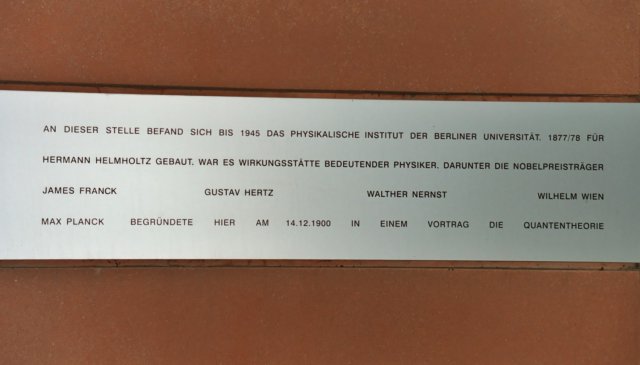 AN DIESER STELLE BEFAND SICH BIS 1945 DAS PHYSIKALISCHE INSTITUT DER BERLINER UNIVERSITÄT. 1877/78 FÜR
HERMANN HELMHOLTZ GEBAUT. WAR ES WIRKUNGSSTÄTTE BEDEUTENDER PHYSIKER, DARUNTER DIE NOBELPREISTRÄGER
JAMES FRANCK GUSTAV HERTZ WALTHER NERNST WILHELM WIEN
MAX PLANCK BEGRÜNDETE HIER AM 14.12.1900 IN EINEM VORTRAG DIE QUANTENTHEORIE